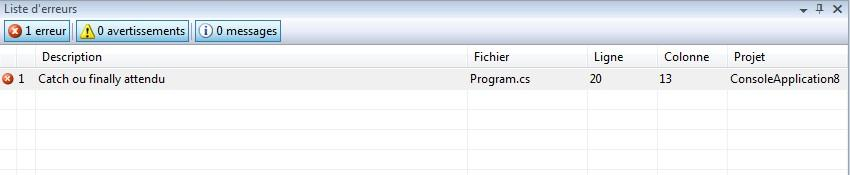 Liste d'erreurs
1 erreur 0 avertissements 0 messages
Description Fichier Ligne Colonne Projet
1 Catch ou finally attendu Program.cs 20 13 ConsoleApplication8